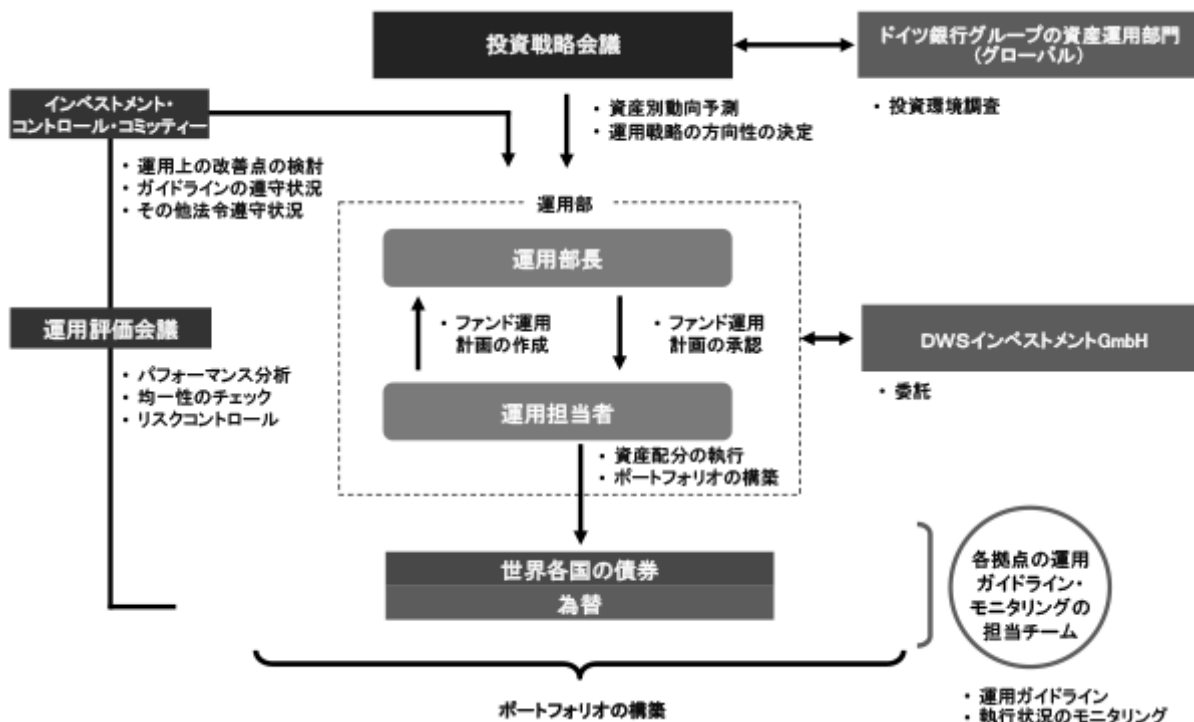 投資戦略会議
ドイツ銀行グループの資産運用部門
(グローバル)
・投資環境調査
インベストメント・
コントロール・コミッティー
・資産別動向予測
・運用戦略の方向性の決定
・運用上の改善点の検討
・ガイドラインの遵守状況
・その他法令遵守状況
運用部
運用部長
運用評価会議
・ファンド運用
計画の作成
・ファンド運用
計画の承認
DWSインベストメントGmbH
・委託
・パフォーマンス分析
・均一性のチェック
・リスクコントロール
運用担当者
・資産配分の執行
・ポートフォリオの構築
世界各国の債券
為替
各拠点の運用
ガイドライン・
モニタリングの
担当チーム
ポートフォリオの構築
・運用ガイドライン
・執行状況のモニタリング